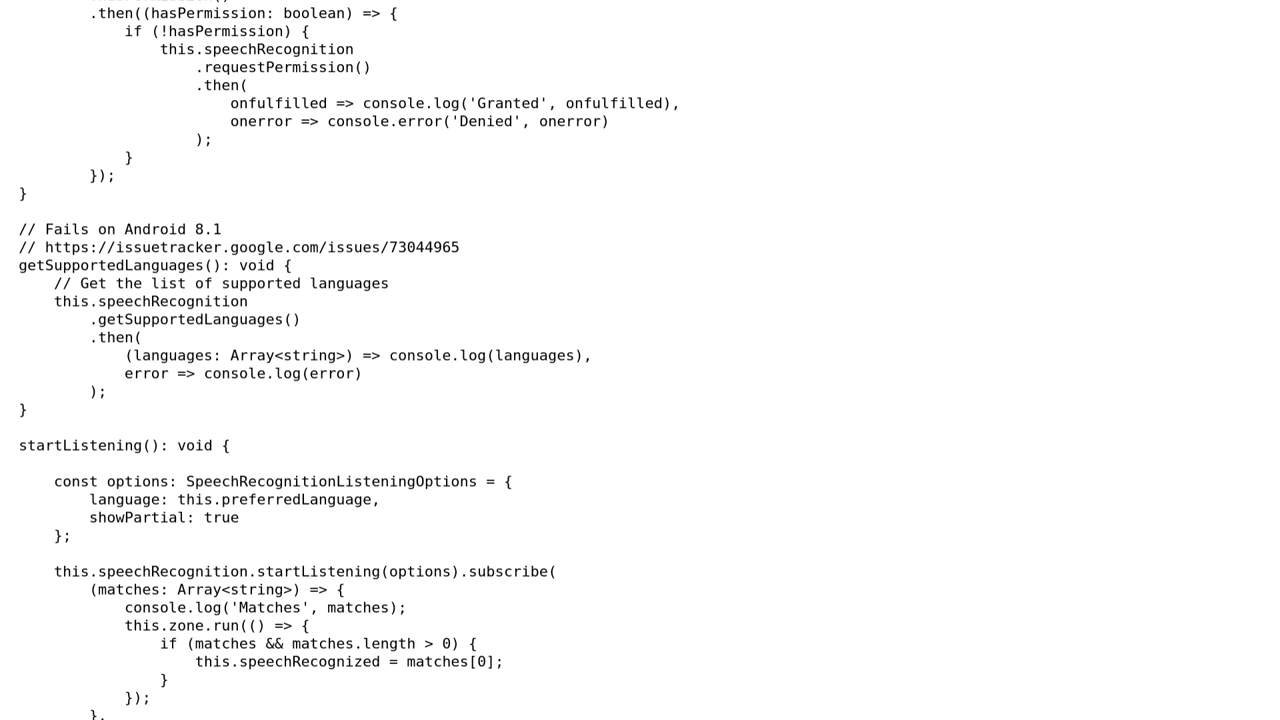 .then((hasPermission: boolean) => {
if (!hasPermission) {
this.speechRecognition
.requestPermission()
.then(
onfulfilled => console.log('Granted', onfulfilled),
onerror => console.error('Denied', onerror)
);
}
});
}
// Fails on Android 8.1
// https://issuetracker.google.com/issues/73044965
getSupportedLanguages(): void {
// Get the list of supported languages
this.speechRecognition
.getSupportedLanguages()
.then(
(languages: Array<string>) => console.log(languages),
error => console.log(error)
);
}
startListening(): void {
const options: SpeechRecognitionListeningOptions = {
language: this.preferredLanguage,
showPartial: true
};
this.speechRecognition.startListening(options).subscribe(
(matches: Array<string>) => {
console.log('Matches', matches);
this.zone.run(() => {
if (matches && matches.length > 0) {
this.speechRecognized = matches[0];
}
});
},